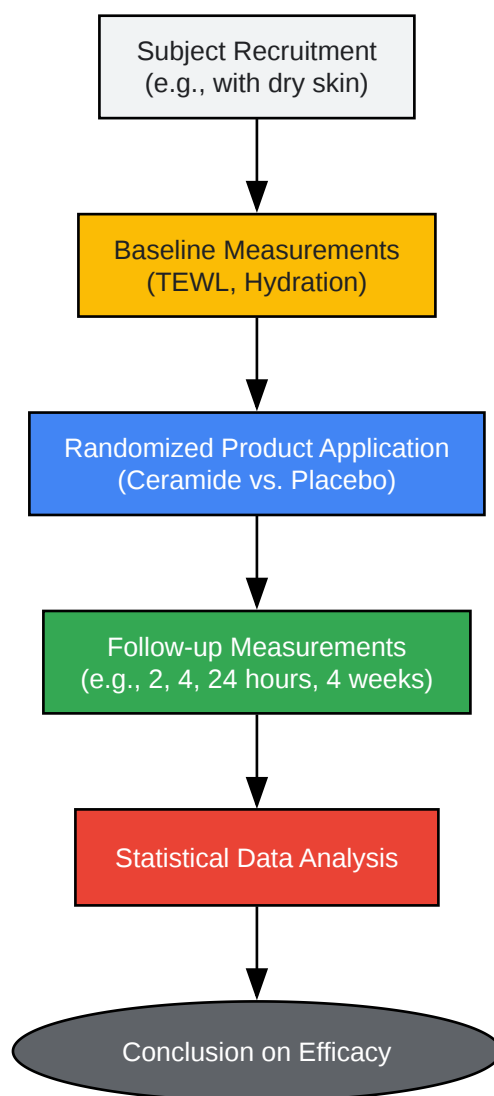 Subject Recruitment
(e.g., with dry skin)
Baseline Measurements
(TEWL, Hydration)
Randomized Product Application
(Ceramide vs. Placebo)
Follow-up Measurements
(e.g., 2, 4, 24 hours, 4 weeks)
Statistical Data Analysis
Conclusion on Efficacy